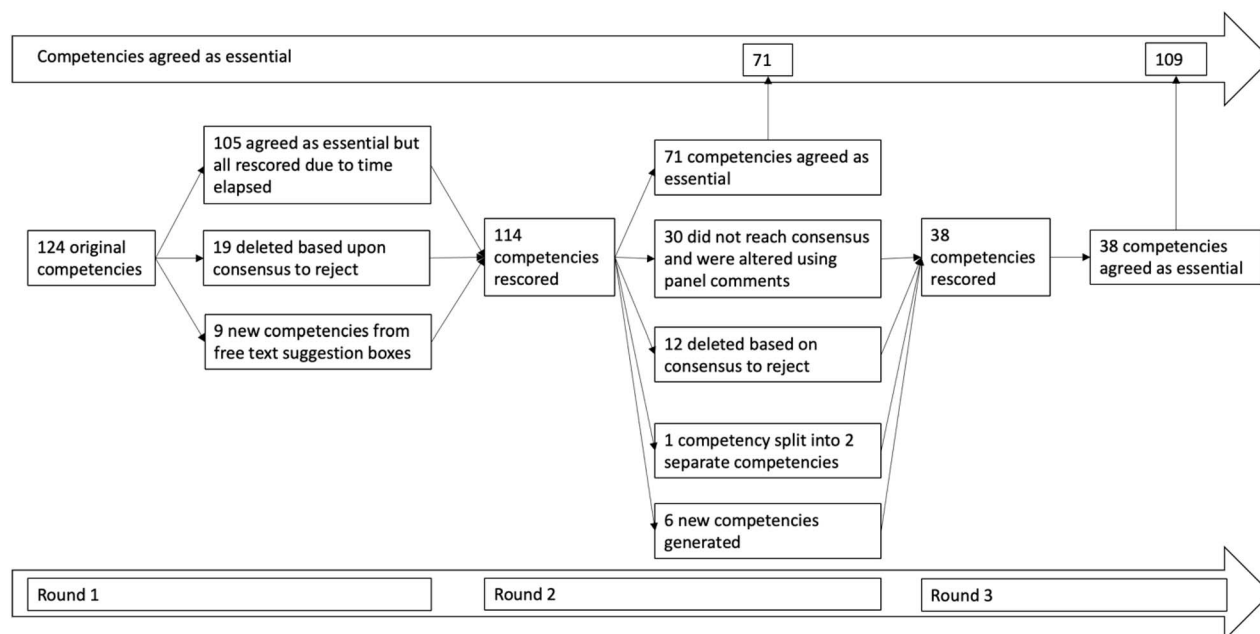 Competencies agreed as essential
71
109
105 agreed as essential but
all rescored due to time
elapsed
124 original
competencies
19 deleted based upon
consensus to reject
9 new competencies from
free text suggestion boxes
114
competencies
rescored
71 competencies agreed as
essential
30 did not reach consensus
and were altered using
panel comments
12 deleted based on
consensus to reject
1 competency split into 2
separate competencies
6 new competencies
generated
38
competencies
rescored
38 competencies
agreed as essential
Round 1
Round 2
Round 3